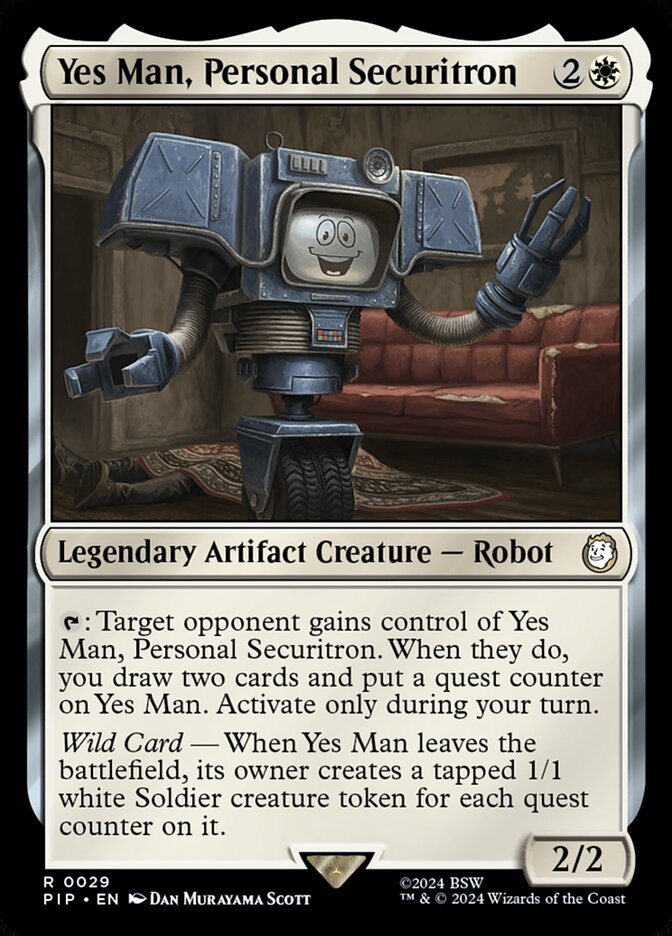 Yes Man, Personal Securitron 2
Legendary Artifact Creature — Robot
: Target opponent gains control of Yes
Man, Personal Securitron. When they do,
you draw two cards and put a quest counter
on Yes Man. Activate only during your turn.
Wild Card — When Yes Man leaves the
battlefield, its owner creates a tapped 1/1
white Soldier creature token for each quest
counter on it.
2/2
R 0029
PIP • EN Dan Murayama Scott
©2024 BSW
™ & © 2024 Wizards of the Coast